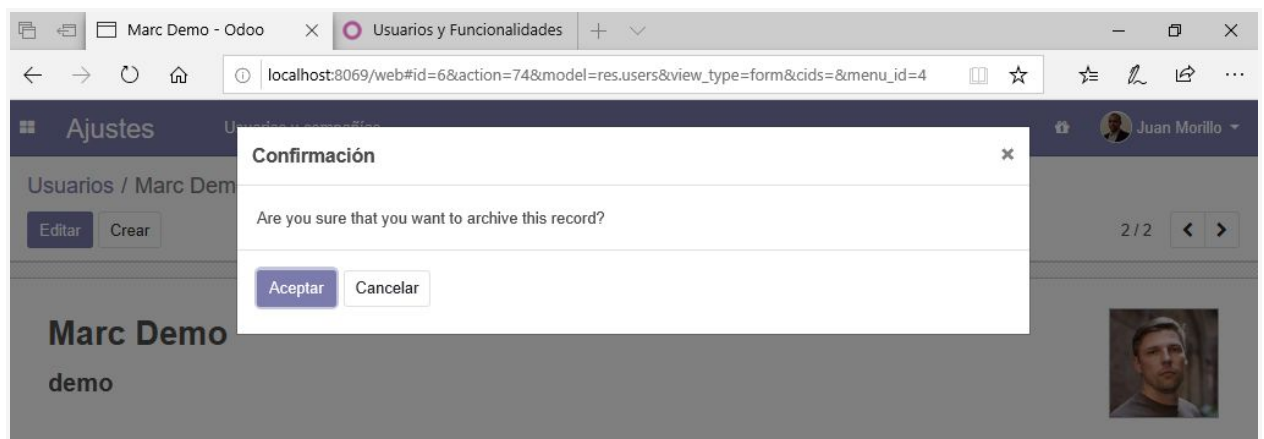 Marc Demo - Odoo
Usuarios y Funcionalidades
localhost:8069/web#id=6&action=74&model=res.users&view_type=form&cids=&menu_id=4
Ajustes
Usuarios y compañías
Juan Morillo
Confirmación
Usuarios / Marc Dem
Are you sure that you want to archive this record?
Editar Crear
2 / 2
Aceptar Cancelar
Marc Demo
demo